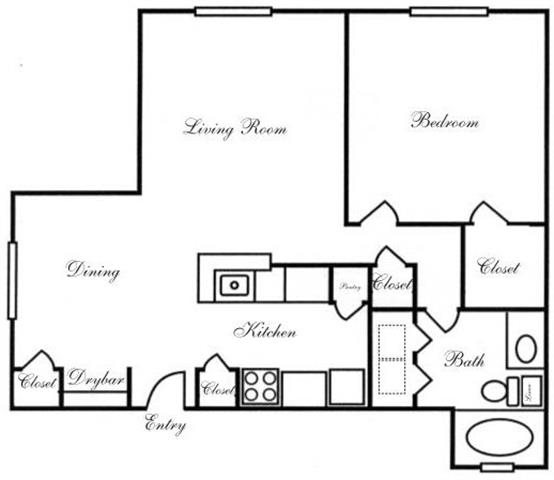 Living Room
Bedroom
Dining
Closet
Closet
Pantry
Kitchen
Bath
Closet
Drybar
Closet
Linen
Entry